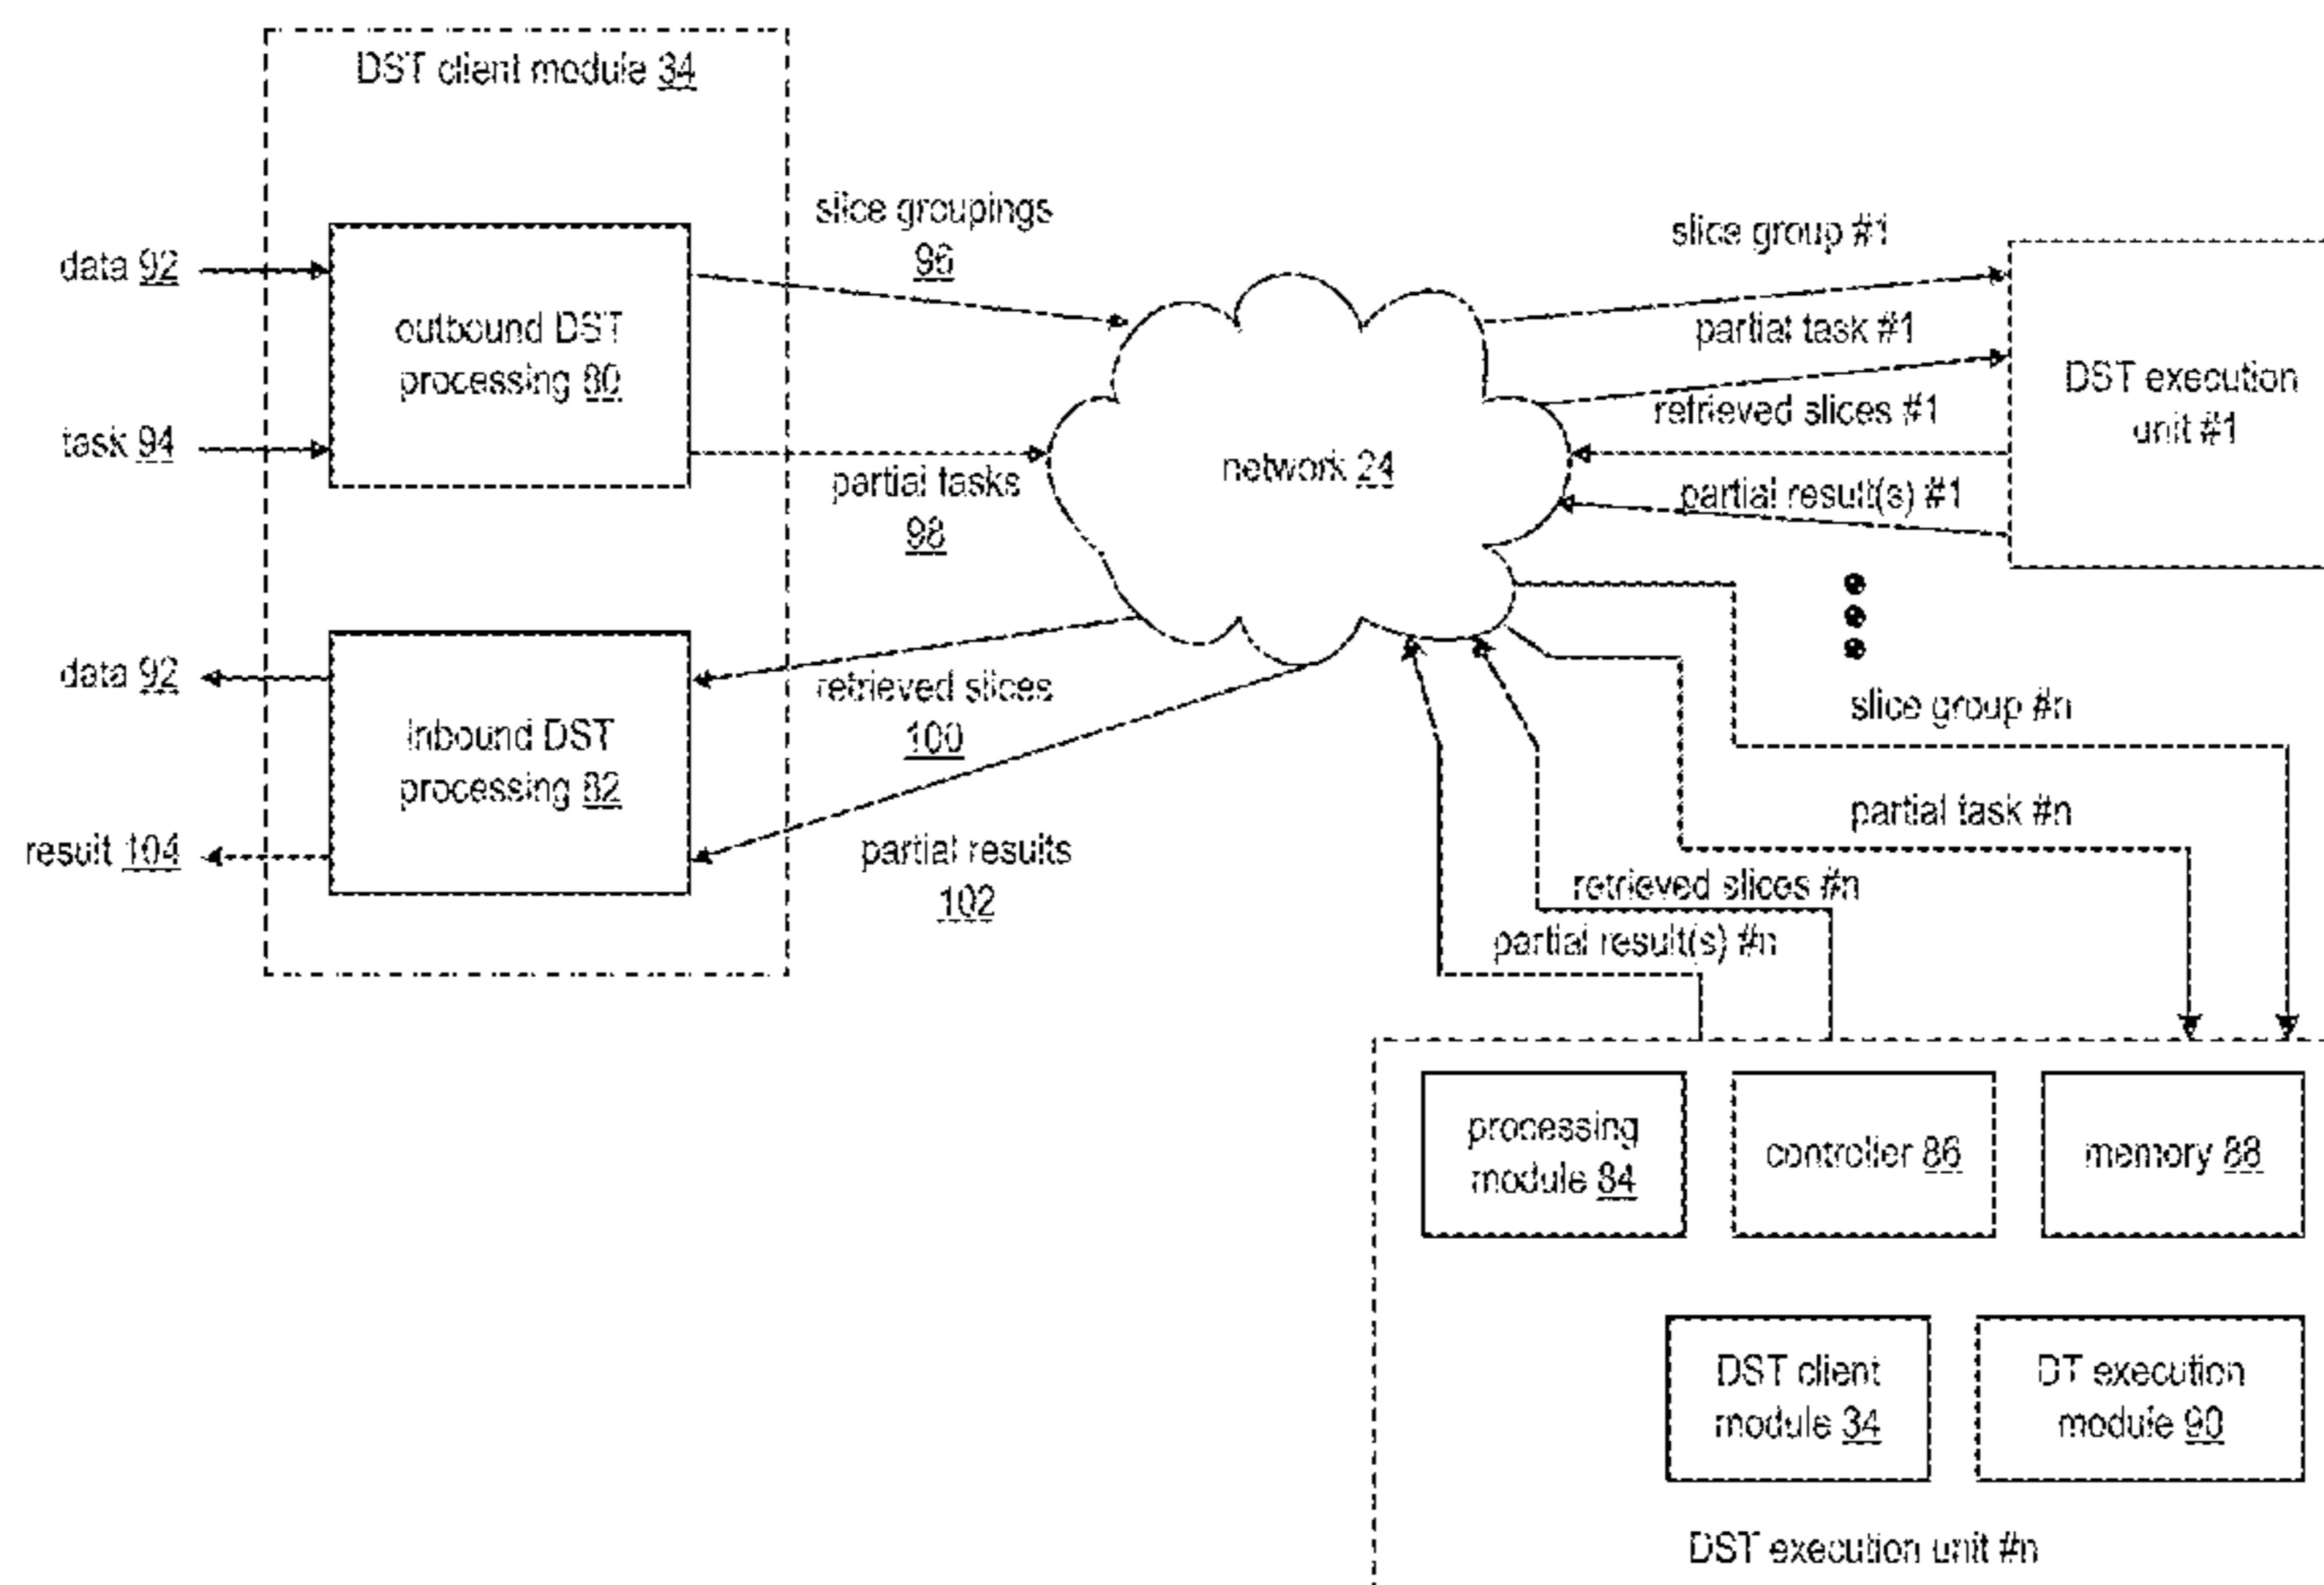 DST client module 34
data 92
outbound DST
processing 80
task 94
slice groupings
96
partial tasks
98
data 92
inbound DST
processing 82
result 104
retrieved slices
100
partial results
102
network 24
slice group #1
partial task #1
retrieved slices #1
partial result(s) #1
DST execution
unit #1
slice group #n
partial task #n
retrieved slices #n
partial result(s) #n
processing
module 84
controller 86
memory 88
DST client
module 34
DT execution
module 90
DST execution unit #n